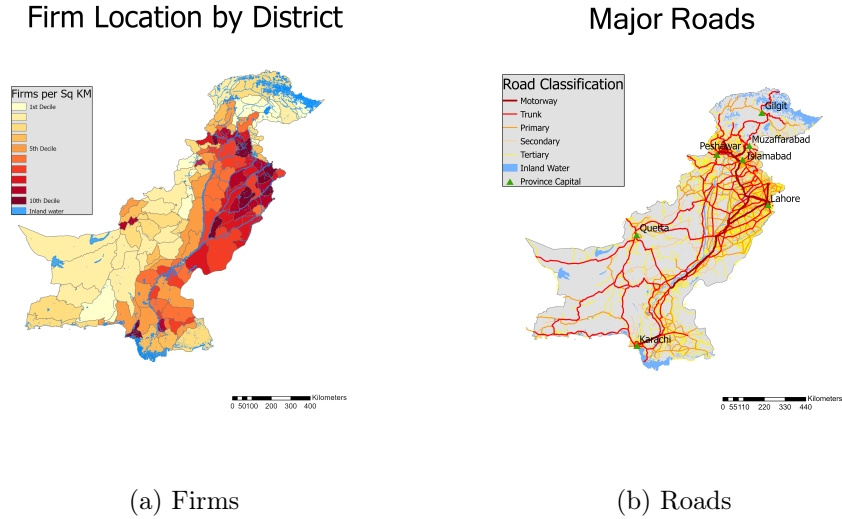 Firm Location by District
Firms per Sq KM
1st Decile
5th Decile
10th Decile
Inland water
Kilometers
0 50100 200 300 400
(a) Firms
Major Roads
Road Classification
Motorway
Trunk
Primary
Secondary
Tertiary
Inland Water
Province Capital
Gilgit
Muzaffarabad
Peshawar
Islamabad
Lahore
Quetta
Karachi
Kilometers
0 55110 220 330 440
(b) Roads